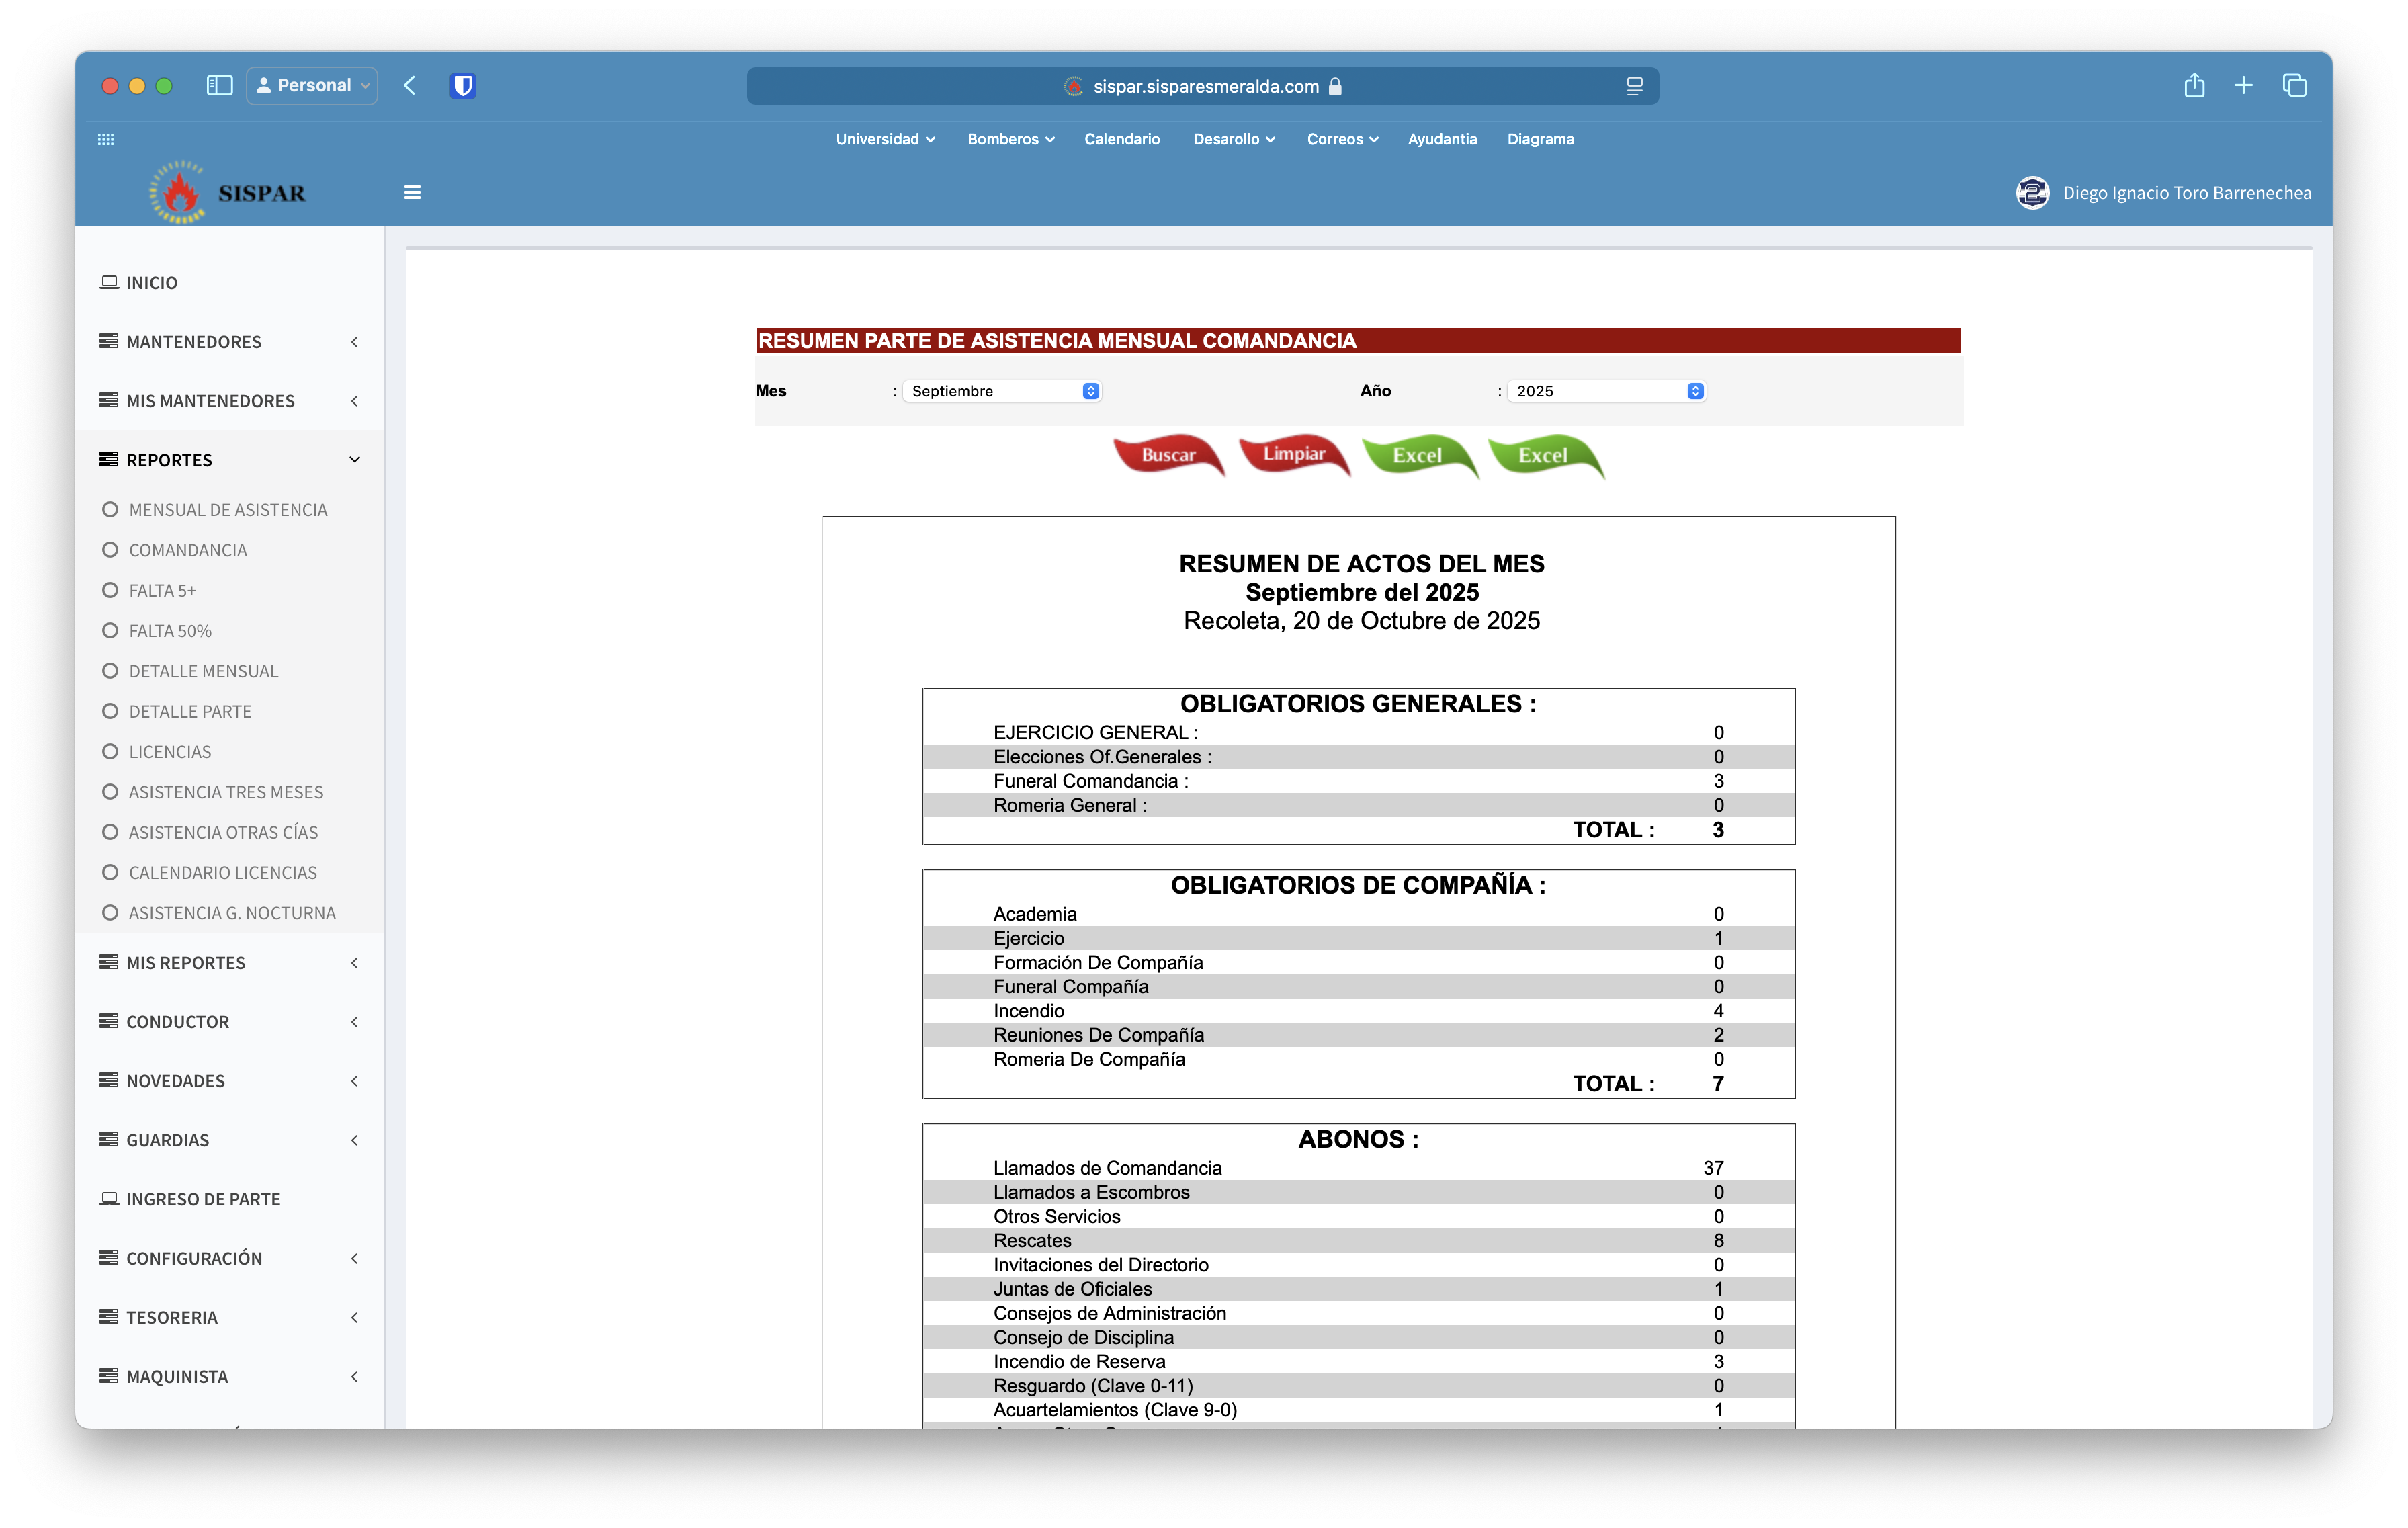 Personal
sispar.sisparesmeralda.com
Universidad Bomberos Calendario Desarollo Correos Ayudantia Diagrama
SISPAR
Diego Ignacio Toro Barrenechea
INICIO
MANTENEDORES
MIS MANTENEDORES
REPORTES
MENSUAL DE ASISTENCIA
COMANDANCIA
FALTA 5+
FALTA 50%
DETALLE MENSUAL
DETALLE PARTE
LICENCIAS
ASISTENCIA TRES MESES
ASISTENCIA OTRAS CÍAS
CALENDARIO LICENCIAS
ASISTENCIA G. NOCTURNA
MIS REPORTES
CONDUCTOR
NOVEDADES
GUARDIAS
INGRESO DE PARTE
CONFIGURACIÓN
TESORERIA
MAQUINISTA
RESUMEN PARTE DE ASISTENCIA MENSUAL COMANDANCIA
Mes : Septiembre Año : 2025
Buscar Limpiar Excel Excel
RESUMEN DE ACTOS DEL MES
Septiembre del 2025
Recoleta, 20 de Octubre de 2025
OBLIGATORIOS GENERALES :
EJERCICIO GENERAL : 0
Elecciones Of.Generales : 0
Funeral Comandancia : 3
Romeria General : 0
TOTAL : 3
OBLIGATORIOS DE COMPAÑÍA :
Academia 0
Ejercicio 1
Formación De Compañía 0
Funeral Compañía 0
Incendio 4
Reuniones De Compañía 2
Romeria De Compañía 0
TOTAL : 7
ABONOS :
Llamados de Comandancia 37
Llamados a Escombros 0
Otros Servicios 0
Rescates 8
Invitaciones del Directorio 0
Juntas de Oficiales 1
Consejos de Administración 0
Consejo de Disciplina 0
Incendio de Reserva 3
Resguardo (Clave 0-11) 0
Acuartelamientos (Clave 9-0) 1